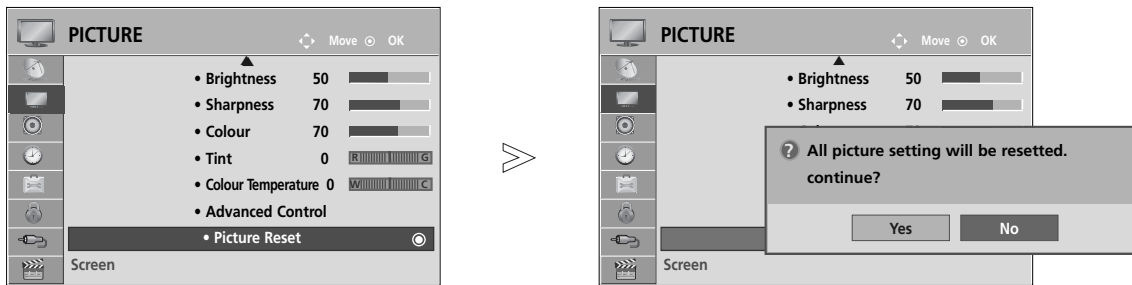 PICTURE
Move OK
• Brightness 50
• Sharpness 70
• Colour 70
• Tint 0 R G
• Colour Temperature 0 W C
• Advanced Control
• Picture Reset
Screen
PICTURE
Move OK
• Brightness 50
• Sharpness 70
? All picture setting will be resetted.
continue?
Yes No
Screen